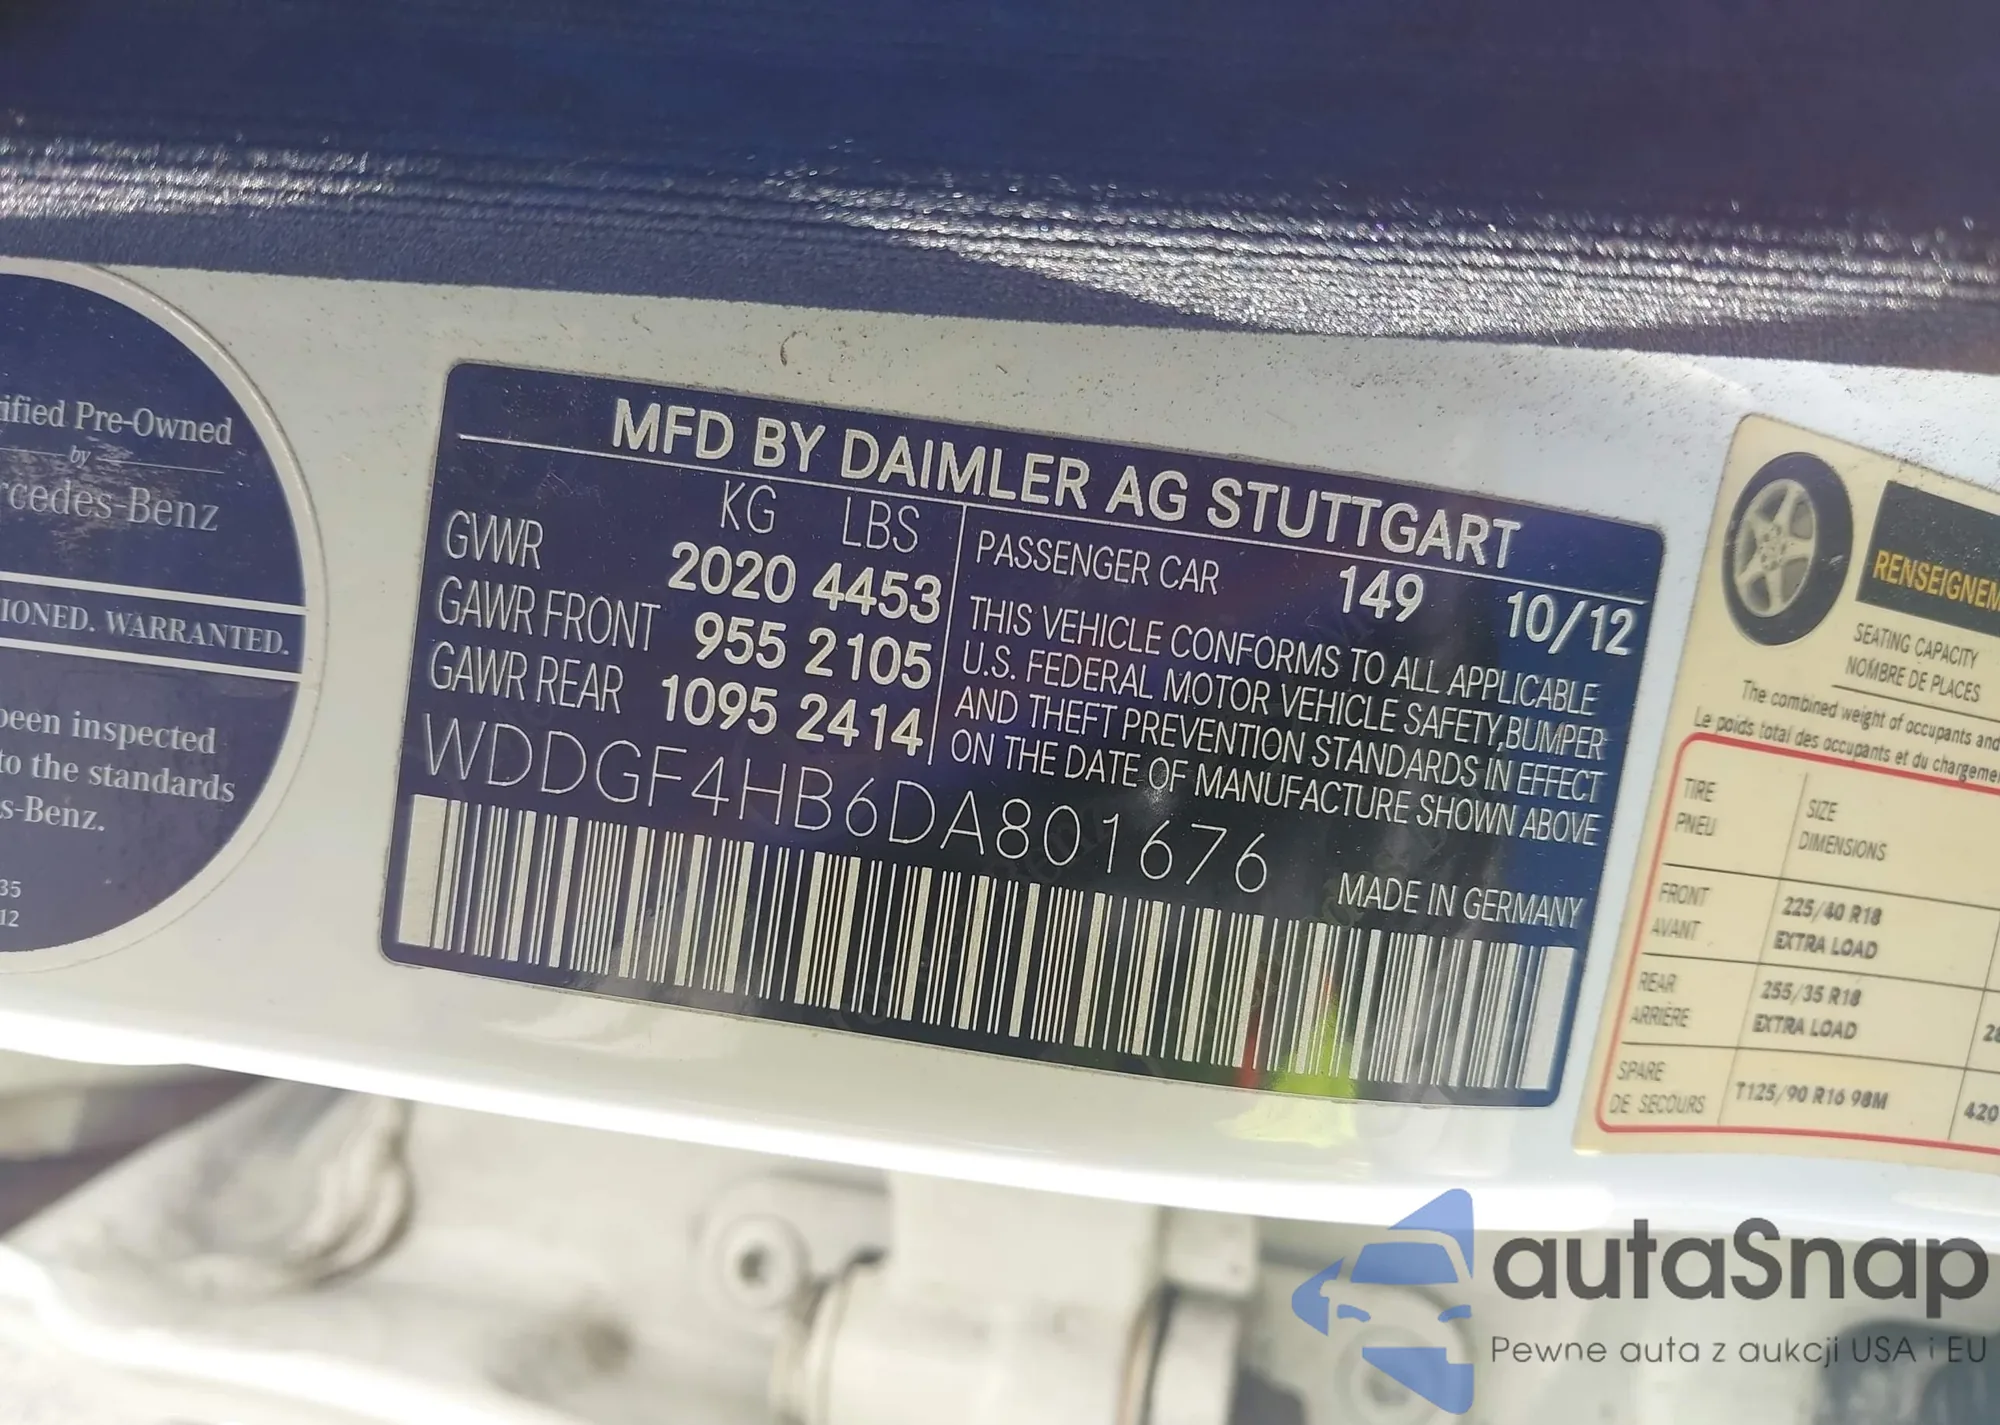 ified Pre-Owned
by
rcedes-Benz
IONED. WARRANTED.
been inspected
to the standards
s-Benz.
35
12
MFD BY DAIMLER AG STUTTGART
KG LBS
GVWR 2020 4453
GAWR FRONT 955 2105
GAWR REAR 1095 2414
PASSENGER CAR 149 10/12
THIS VEHICLE CONFORMS TO ALL APPLICABLE
U.S. FEDERAL MOTOR VEHICLE SAFETY,BUMPER
AND THEFT PREVENTION STANDARDS IN EFFECT
ON THE DATE OF MANUFACTURE SHOWN ABOVE
WDDGF4HB6DA801676
MADE IN GERMANY
RENSEIGNEM
SEATING CAPACITY
NOMBRE DE PLACES
The combined weight of occupants and
Le poids total des occupants et du chargeme
TIRE SIZE
PNEU DIMENSIONS
FRONT 225/40 R18
AVANT EXTRA LOAD
REAR 255/35 R18
ARRIÈRE EXTRA LOAD
28
SPARE T125/90 R16 98M
DE SECOURS
420
autaSnap
Pewne auta z aukcji USA i EU